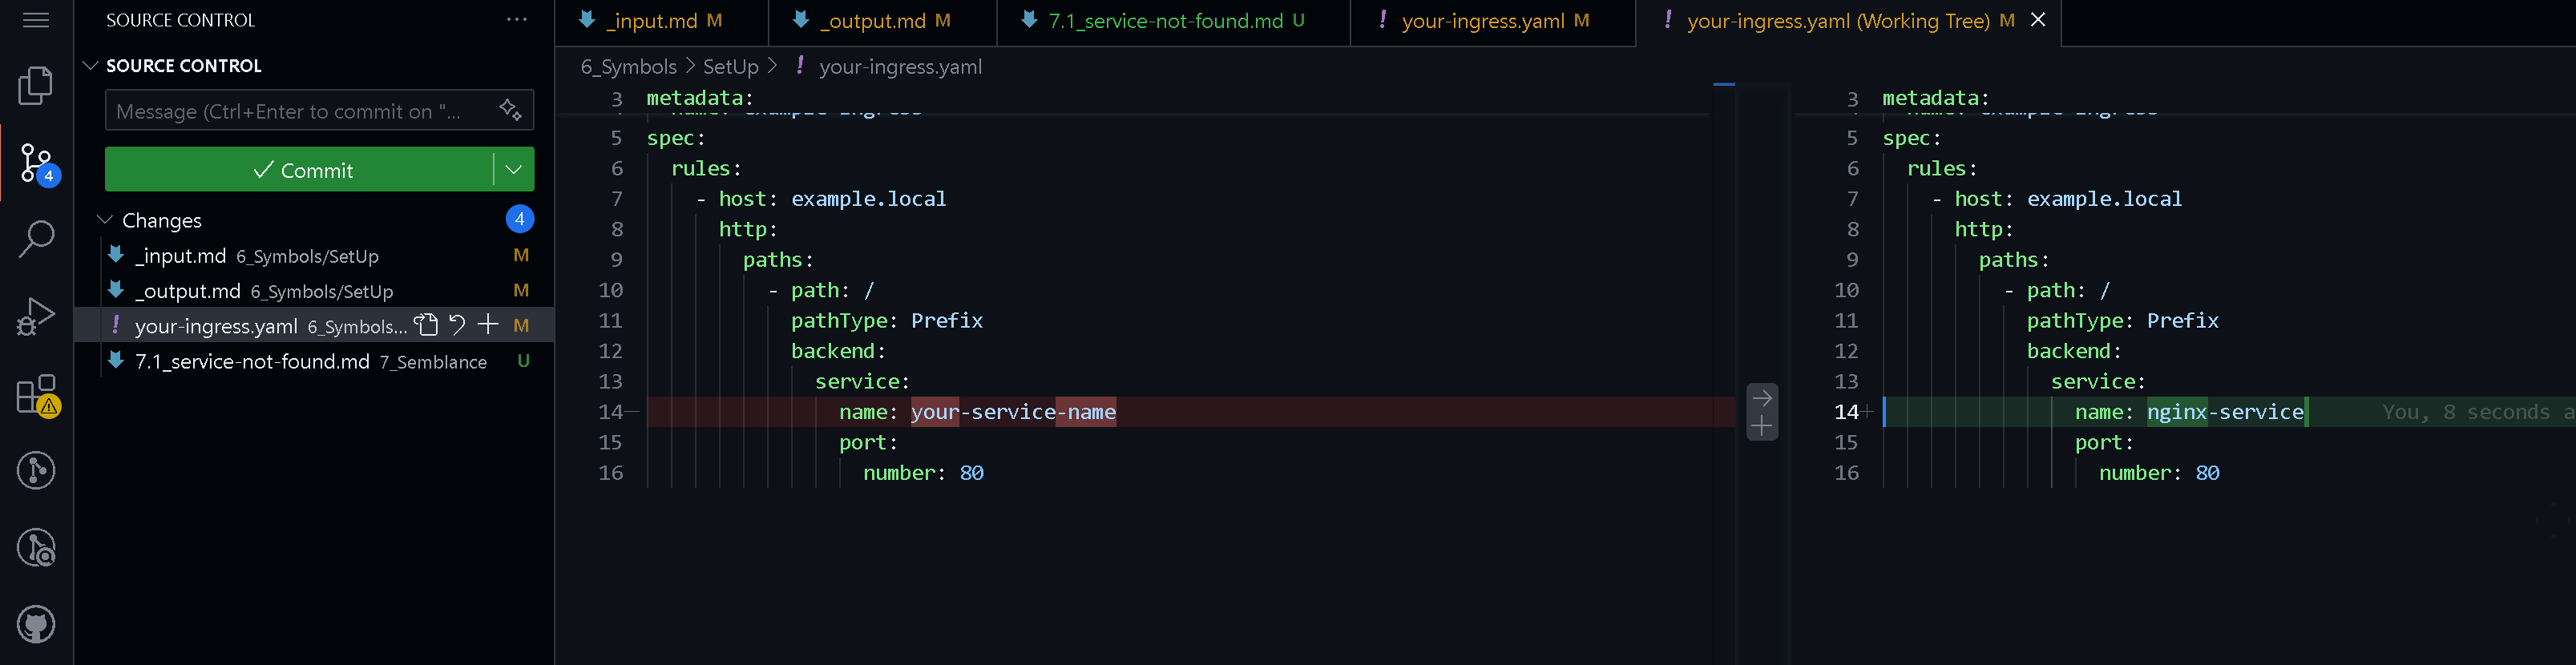 SOURCE CONTROL
SOURCE CONTROL
Message (Ctrl+Enter to commit on "...
Commit
Changes 4
_input.md 6_Symbols/SetUp M
_output.md 6_Symbols/SetUp M
your-ingress.yaml 6_Symbols... M
7.1_service-not-found.md 7_Semblance U
4
_input.md M
_output.md M
7.1_service-not-found.md U
your-ingress.yaml M
your-ingress.yaml (Working Tree) M
6_Symbols > SetUp > your-ingress.yaml
3 metadata:
5 spec:
6 rules:
7 - host: example.local
8 http:
9 paths:
10 - path: /
11 pathType: Prefix
12 backend:
13 service:
14— name: your-service-name
15 port:
16 number: 80
3 metadata:
5 spec:
6 rules:
7 - host: example.local
8 http:
9 paths:
10 - path: /
11 pathType: Prefix
12 backend:
13 service:
14+ name: nginx-service You, 8 seconds a
15 port:
16 number: 80